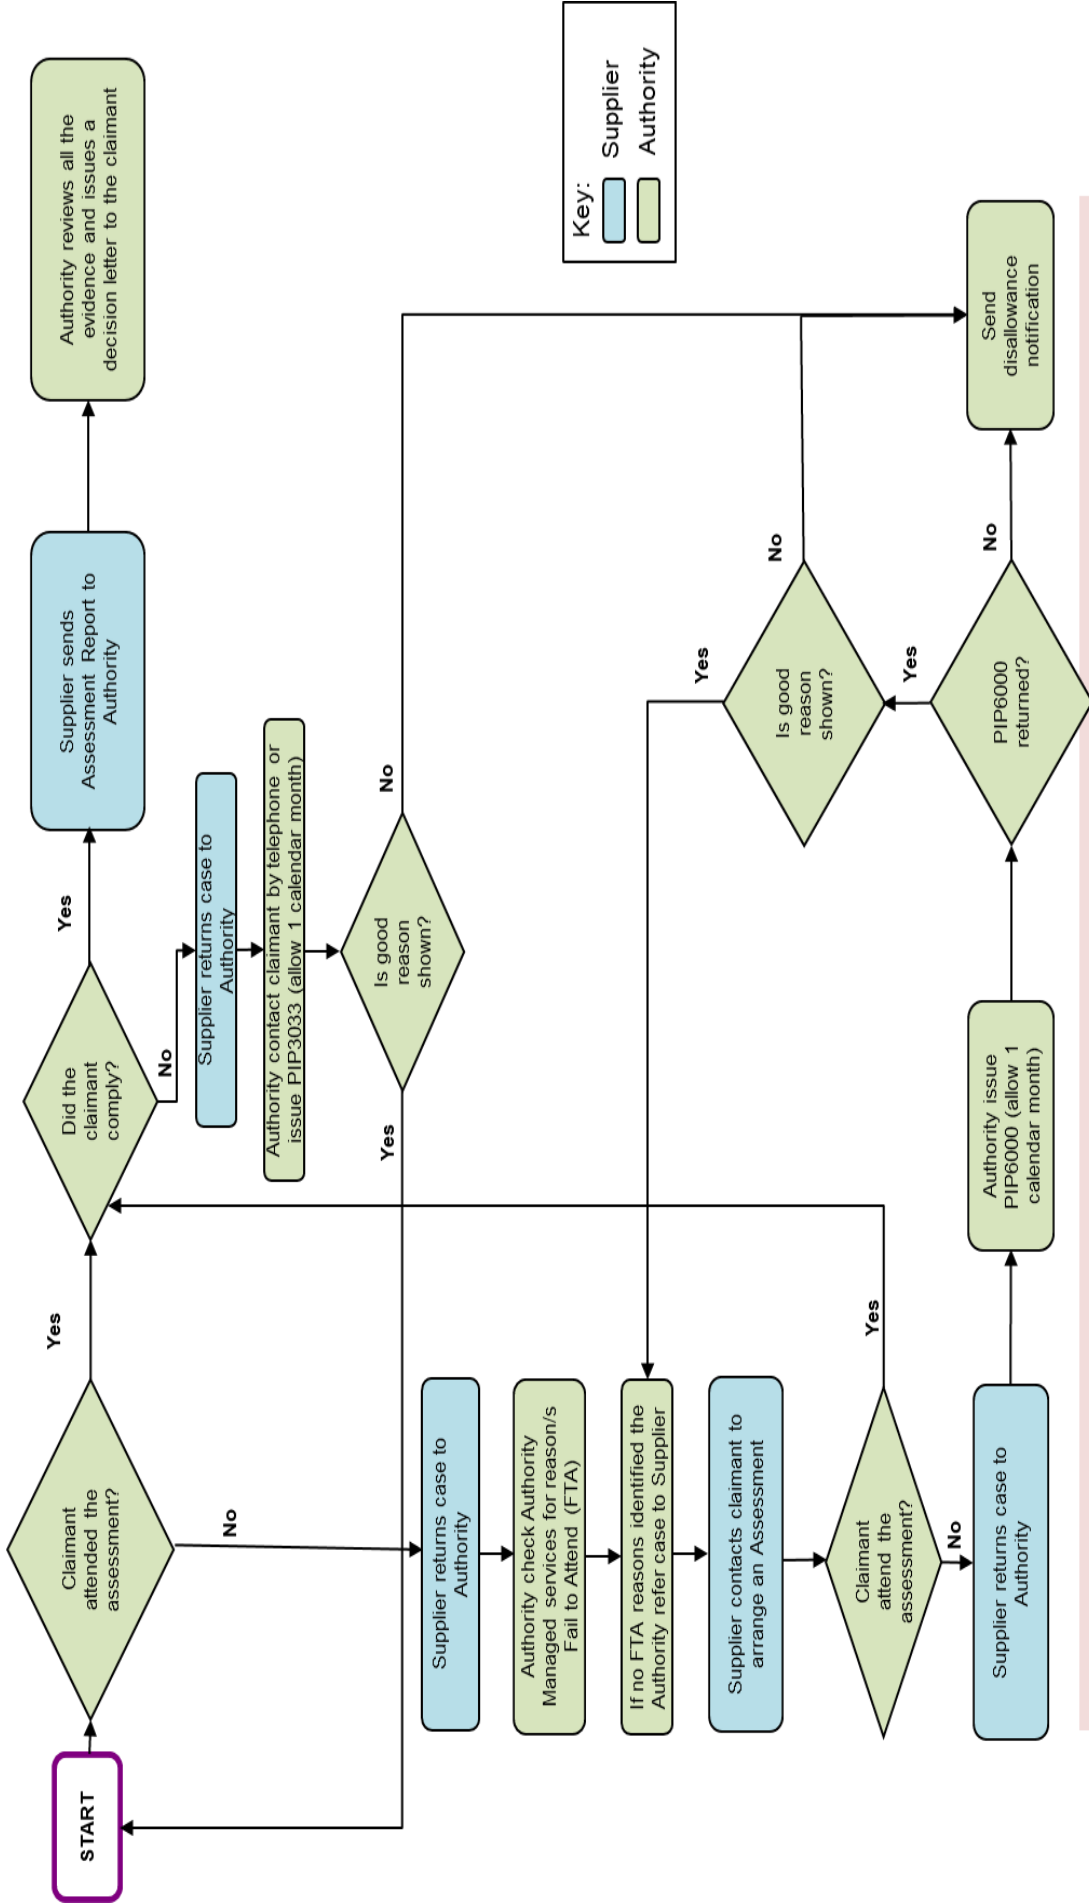 START
Claimant
attended the
assessment?
Yes
No
Did the
claimant
comply?
Yes
No
Supplier sends
Assessment Report to
Authority
Authority reviews all the
evidence and issues a
decision letter to the claimant
Supplier returns case to
Authority
Authority contact claimant by telephone or
issue PIP3033 (allow 1 calendar month)
Is good
reason
shown?
Yes
No
Supplier returns case to
Authority
Authority check Authority
Managed services for reason/s
Fail to Attend (FTA)
If no FTA reasons identified the
Authority refer case to Supplier
Supplier contacts claimant to
arrange an Assessment
Claimant
attend the
assessment?
Yes
No
Supplier returns case to
Authority
Authority issue
PIP6000 (allow 1
calendar month)
PIP6000
returned?
Yes
No
Is good
reason
shown?
Yes
No
Send
disallowance
notification
Key:
Supplier
Authority